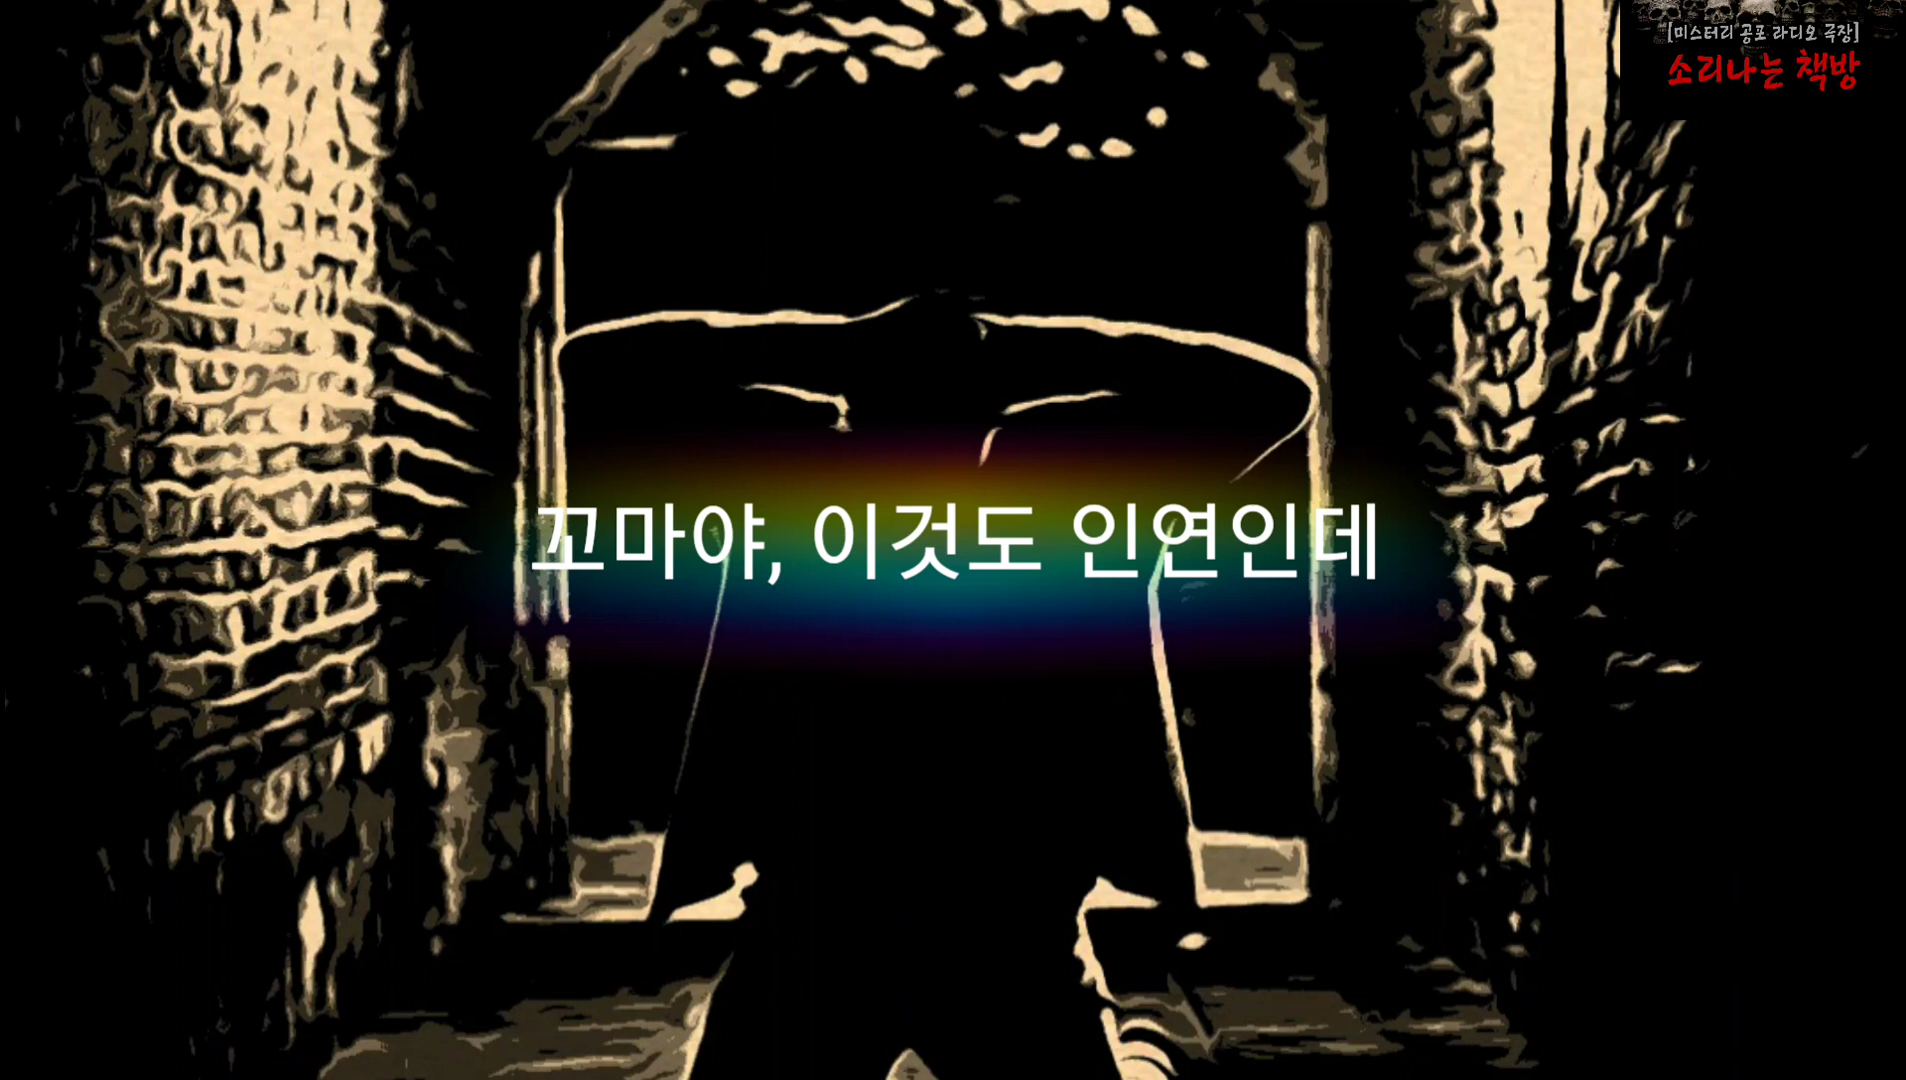 [미스터리 공포 라디오 극장]
소리나는 책방
꼬마야, 이것도 인연인데